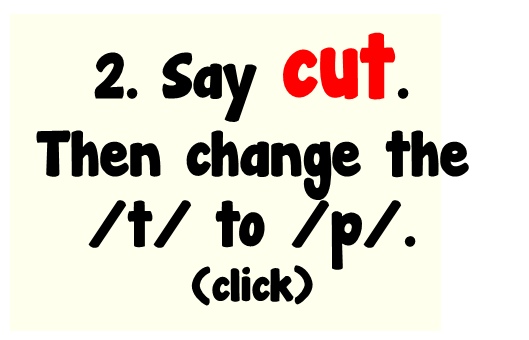 2. Say cut.
Then change the
/t/ to /p/.
(click)